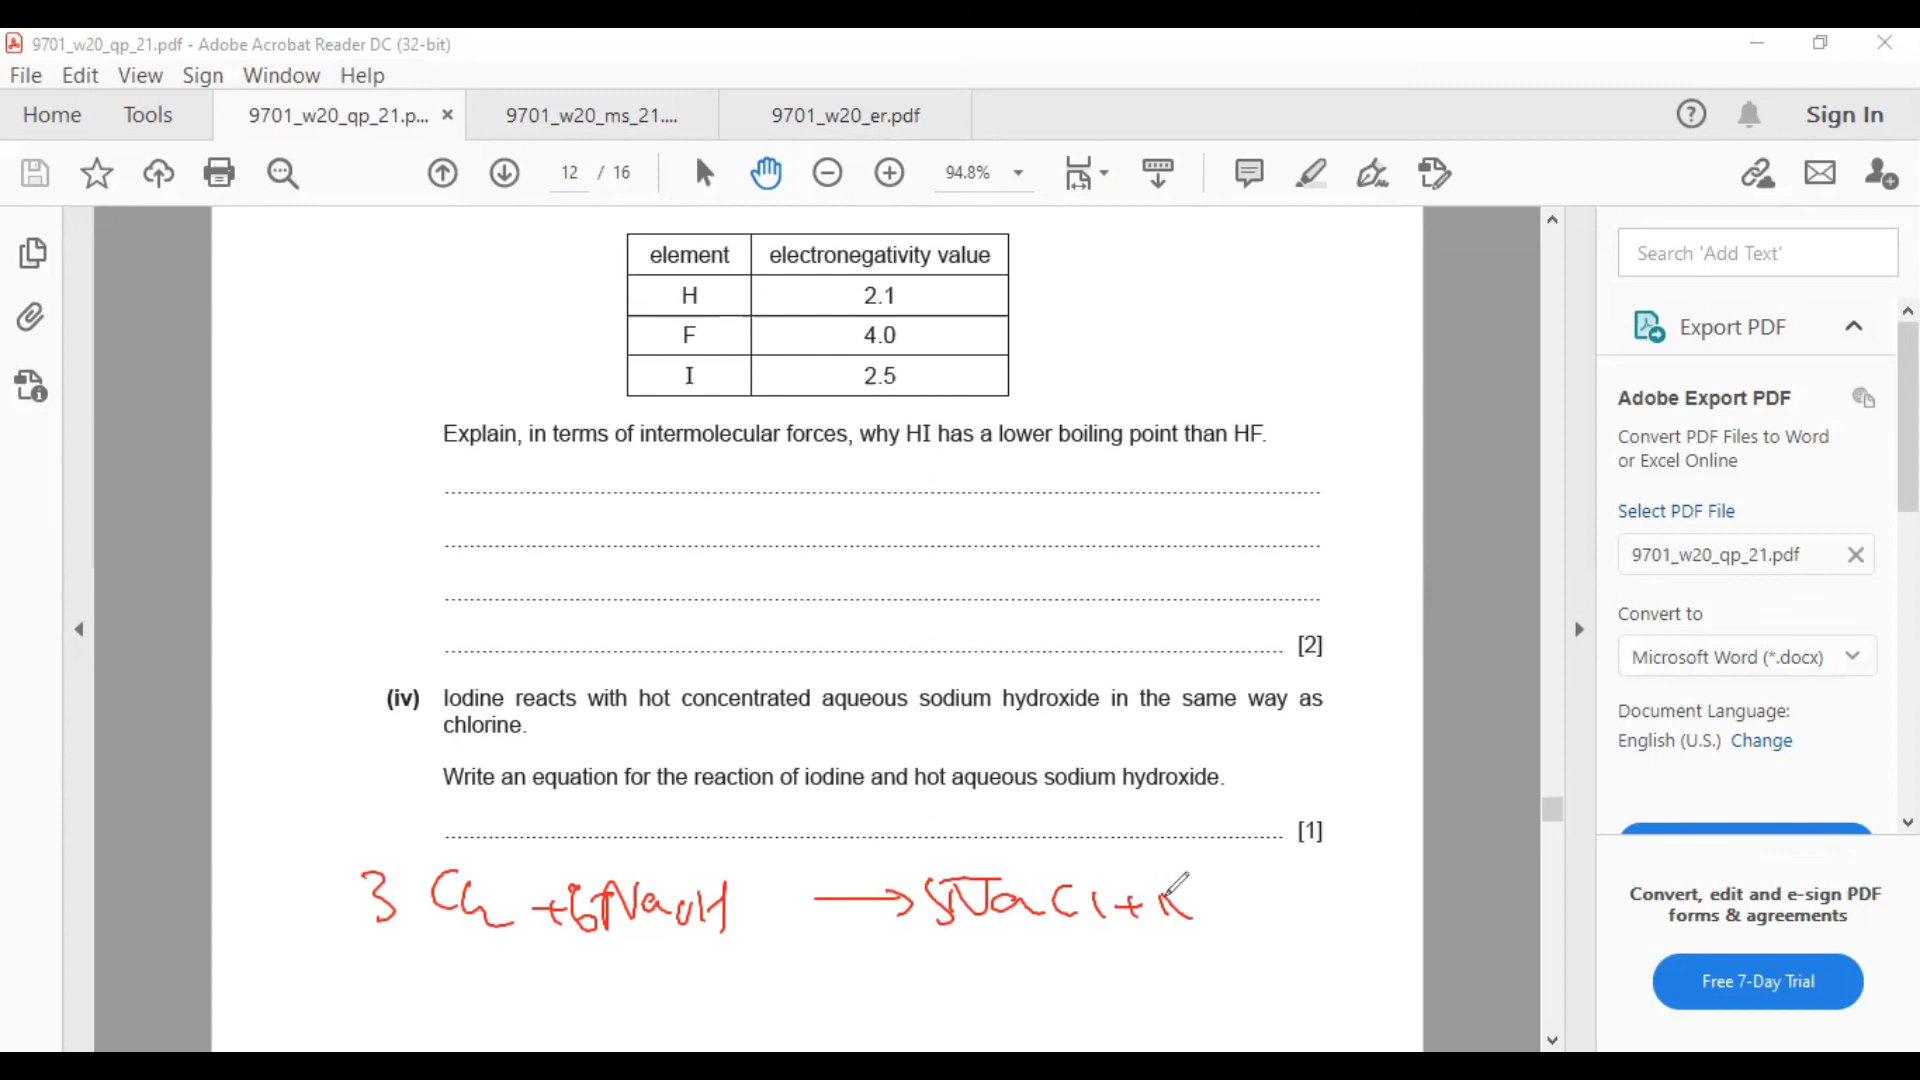 9701_w20_qp_21.pdf - Adobe Acrobat Reader DC (32-bit)
File Edit View Sign Window Help
Home Tools 9701_w20_qp_21.p... × 9701_w20_ms_21.... 9701_w20_er.pdf Sign In
12 / 16 94.8%
element electronegativity value
H 2.1
F 4.0
I 2.5
Explain, in terms of intermolecular forces, why HI has a lower boiling point than HF.
[2]
(iv) Iodine reacts with hot concentrated aqueous sodium hydroxide in the same way as
chlorine.
Write an equation for the reaction of iodine and hot aqueous sodium hydroxide.
[1]
3 Cl2 + 6NaOH → 5NaCl +
Search 'Add Text'
Export PDF
Adobe Export PDF
Convert PDF Files to Word
or Excel Online
Select PDF File
9701_w20_qp_21.pdf
Convert to
Microsoft Word (*.docx)
Document Language:
English (U.S.) Change
Convert, edit and e-sign PDF
forms & agreements
Free 7-Day Trial